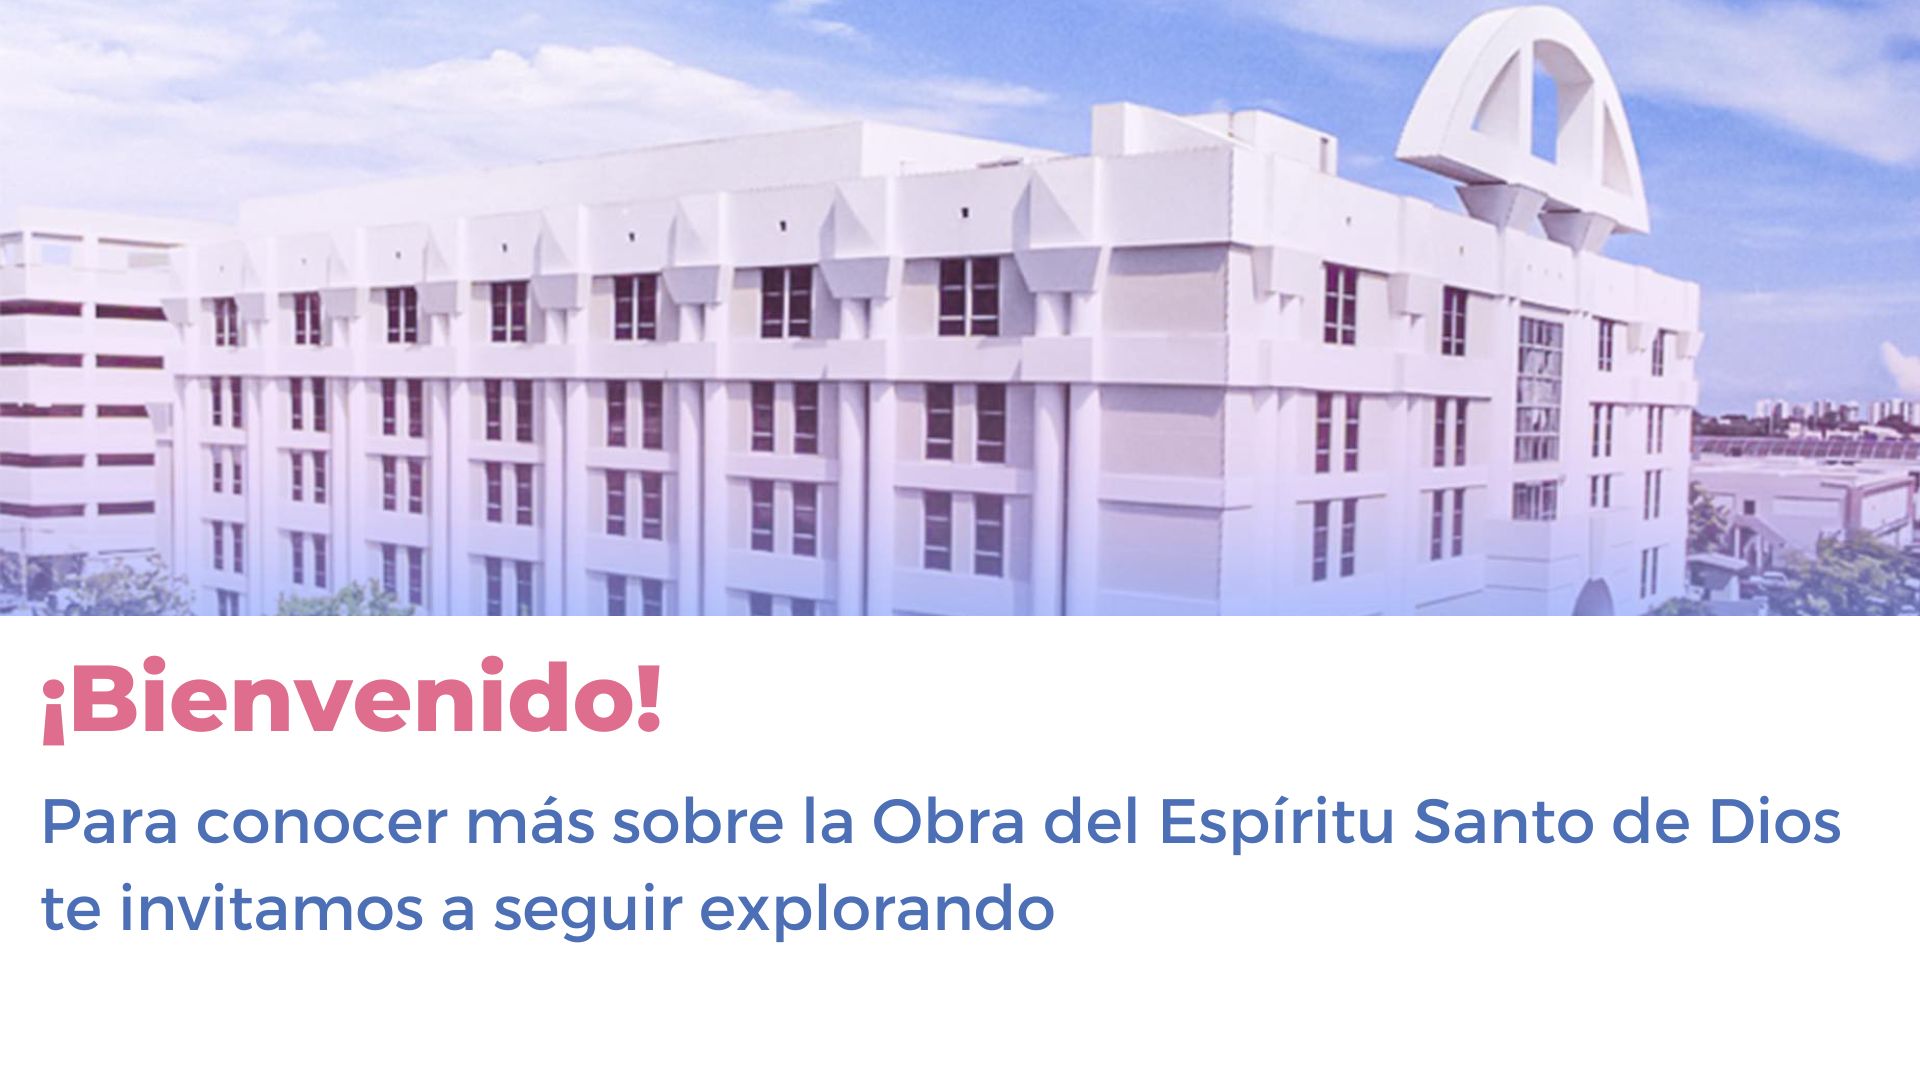 ¡Bienvenido!
Para conocer más sobre la Obra del Espíritu Santo de Dios
te invitamos a seguir explorando